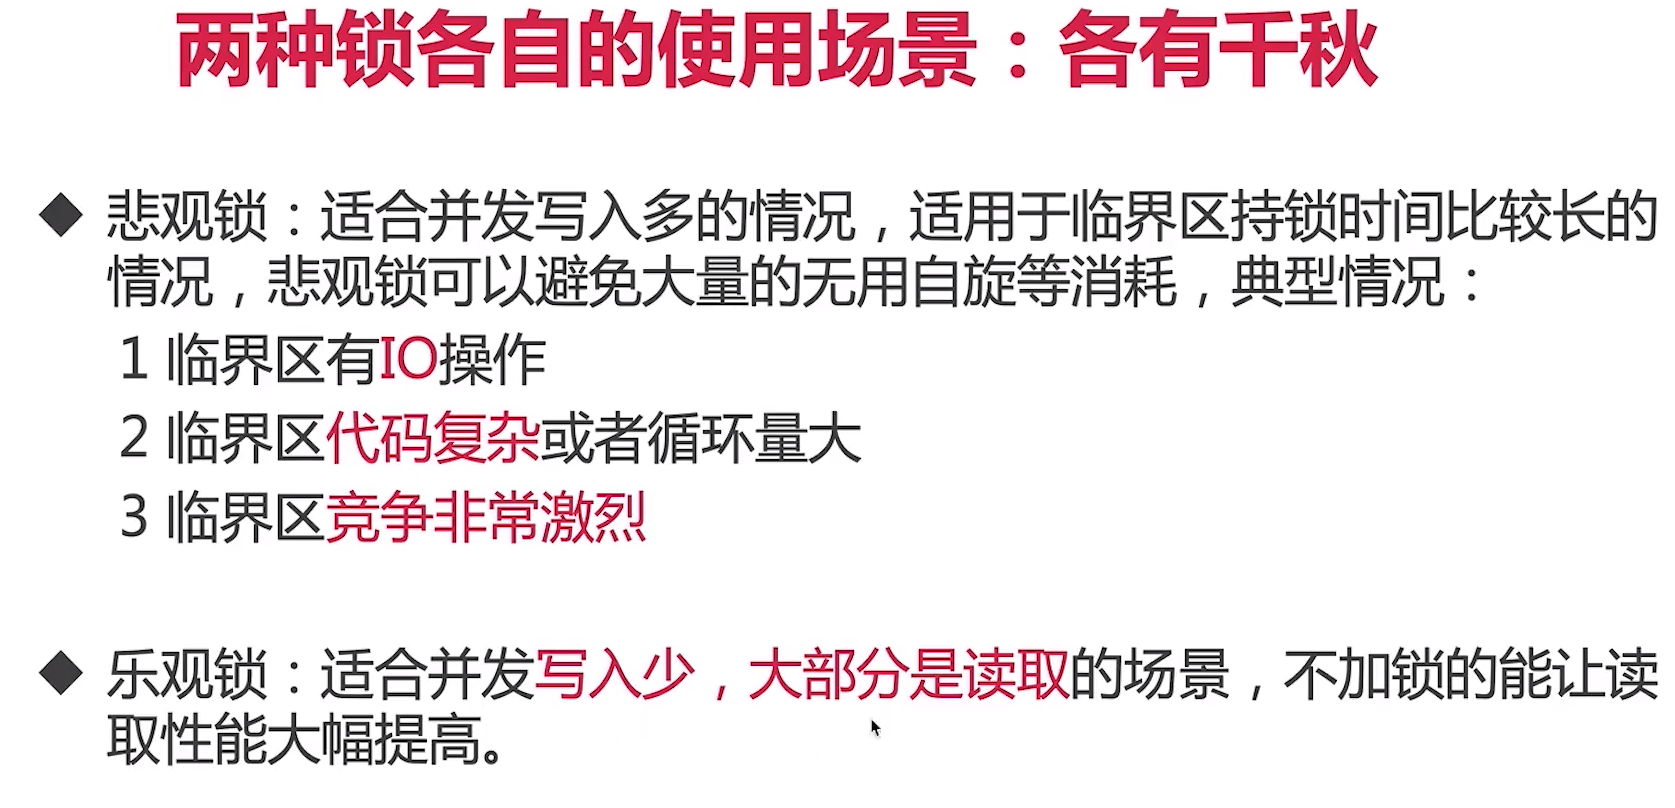 两种锁各自的使用场景：各有千秋
◆ 悲观锁：适合并发写入多的情况，适用于临界区持锁时间比较长的
情况，悲观锁可以避免大量的无用自旋等消耗，典型情况：
1 临界区有IO操作
2 临界区代码复杂或者循环量大
3 临界区竞争非常激烈
◆ 乐观锁：适合并发写入少，大部分是读取的场景，不加锁的能让读
取性能大幅提高。